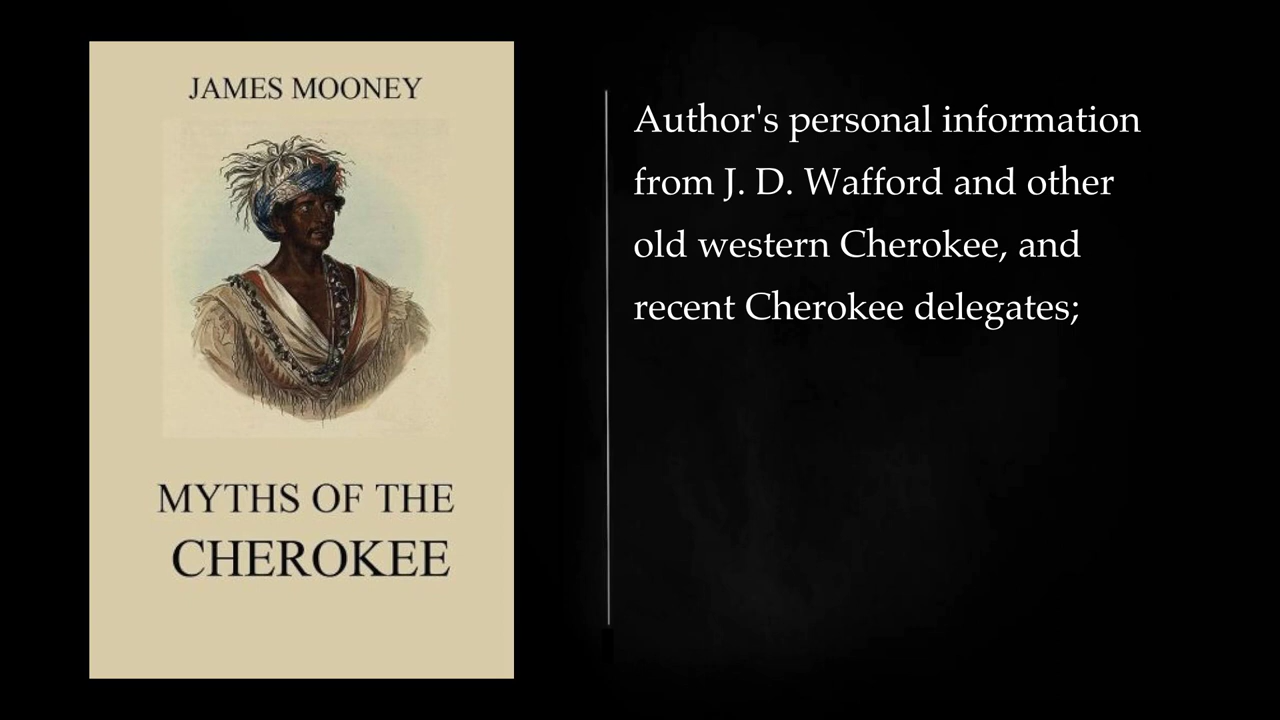 JAMES MOONEY
MYTHS OF THE
CHEROKEE
Author's personal information
from J. D. Wafford and other
old western Cherokee, and
recent Cherokee delegates;